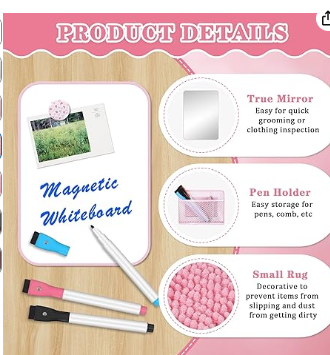 PRODUCT DETAILS
True Mirror
Easy for quick
grooming or
clothing inspection
Magnetic
Whiteboard
Pen Holder
Easy storage for
pens, comb, etc
Small Rug
Decorative to
prevent items from
slipping and dust
from getting dirty